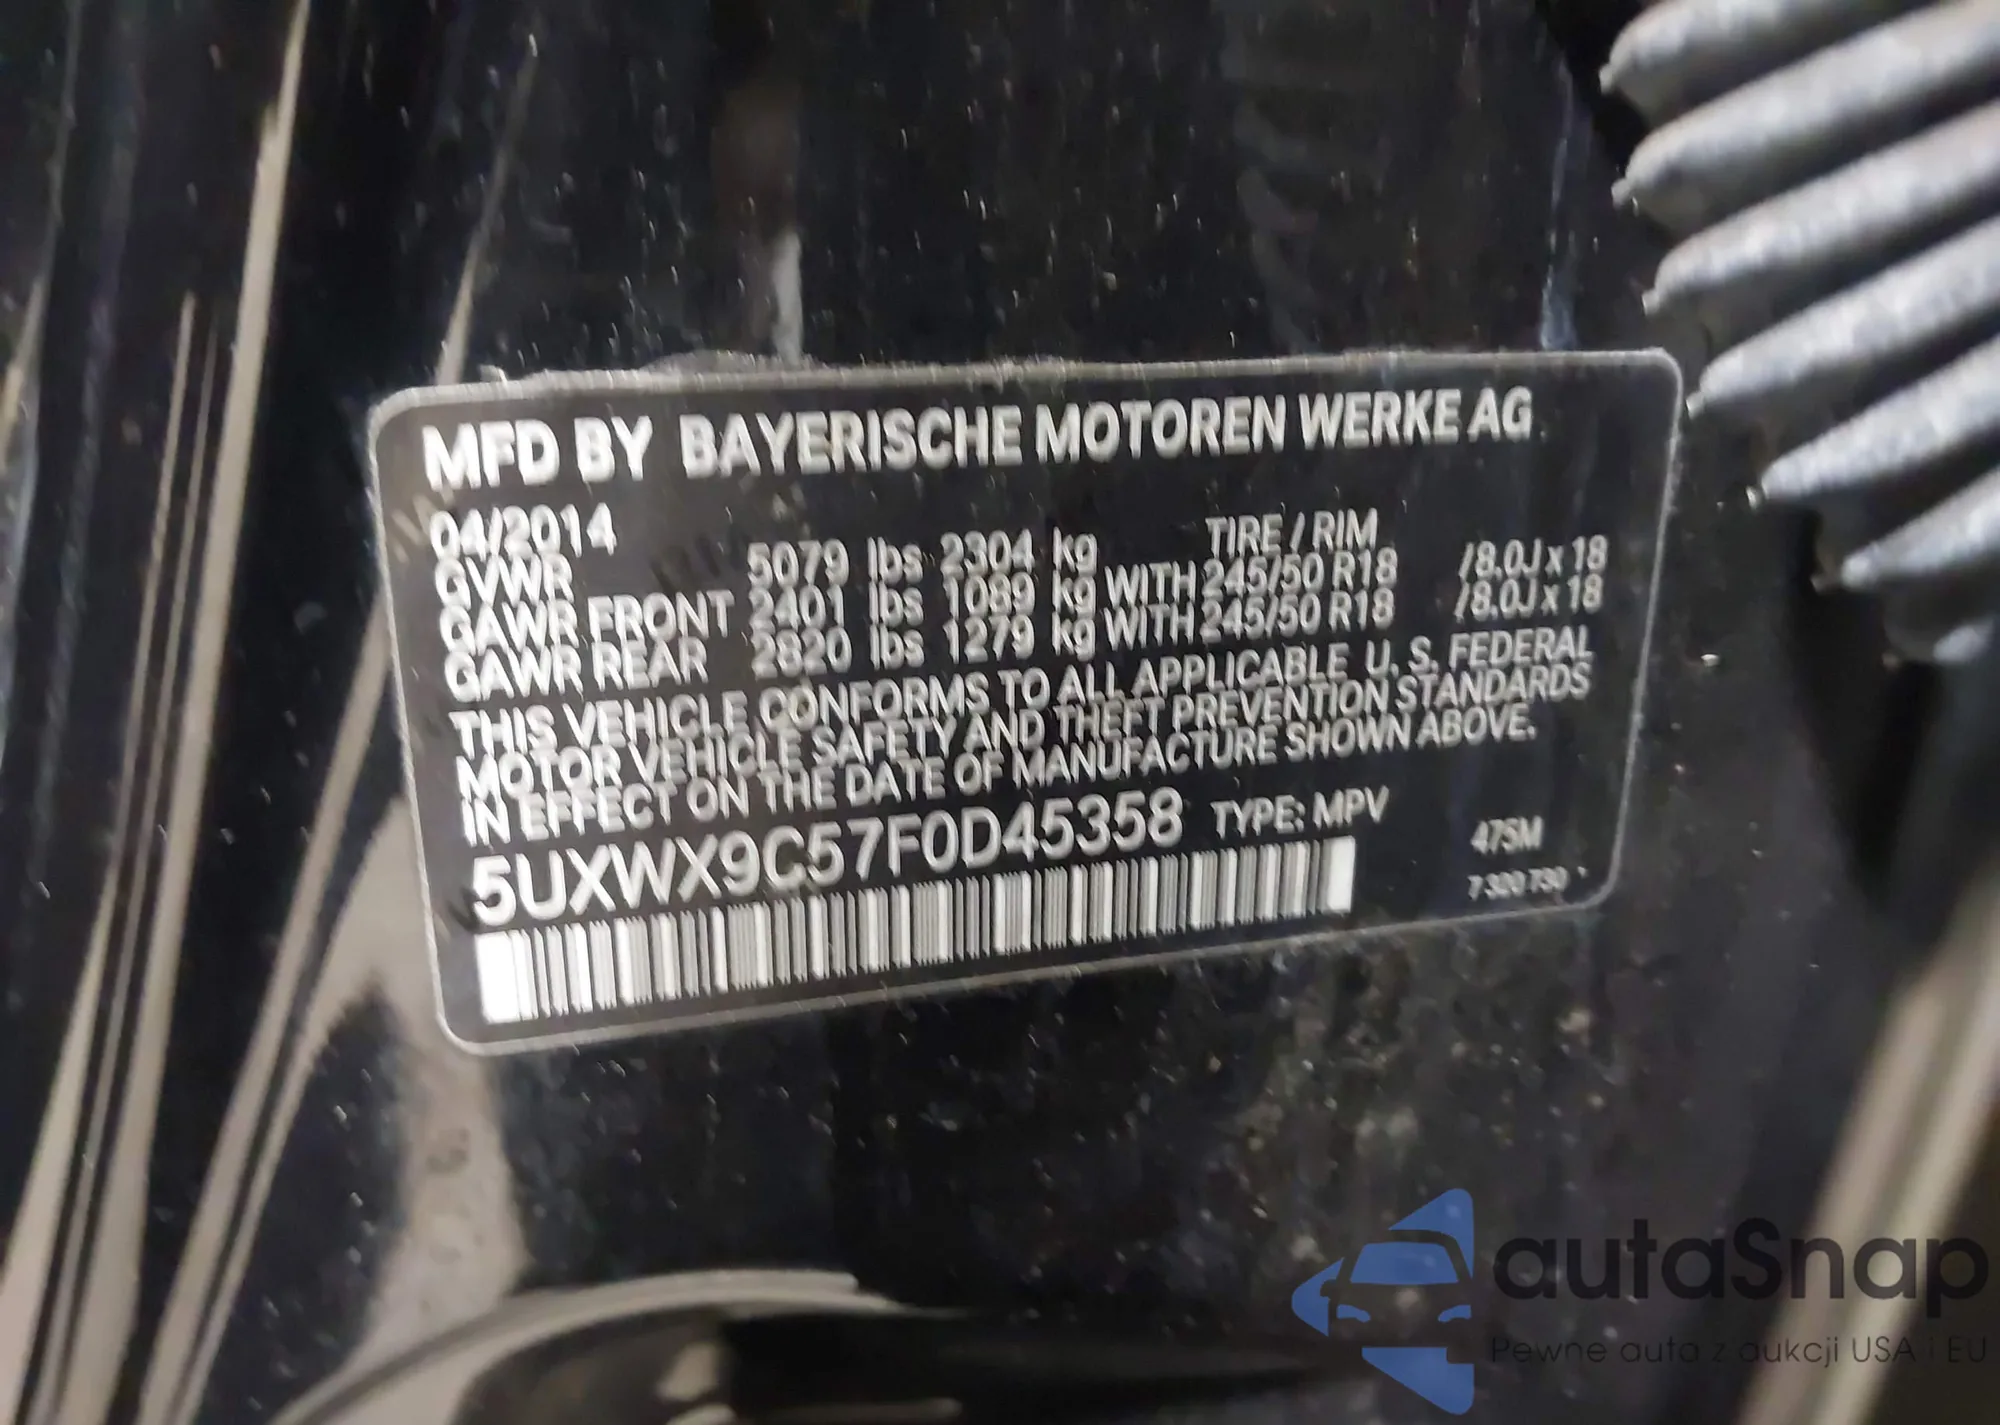 MFD BY BAYERISCHE MOTOREN WERKE AG
04/2014 TIRE / RIM
GVWR 5079 lbs 2304 kg
GAWR FRONT 2401 lbs 1089 kg WITH 245/50 R18 /8.0J x 18
GAWR REAR 2820 lbs 1279 kg WITH 245/50 R18 /8.0J x 18
THIS VEHICLE CONFORMS TO ALL APPLICABLE U. S. FEDERAL
MOTOR VEHICLE SAFETY AND THEFT PREVENTION STANDARDS
IN EFFECT ON THE DATE OF MANUFACTURE SHOWN ABOVE.
5UXWX9C57F0D45358 TYPE: MPV 475M
7 320 730
autaSnap
Pewne auta z aukcji USA i EU